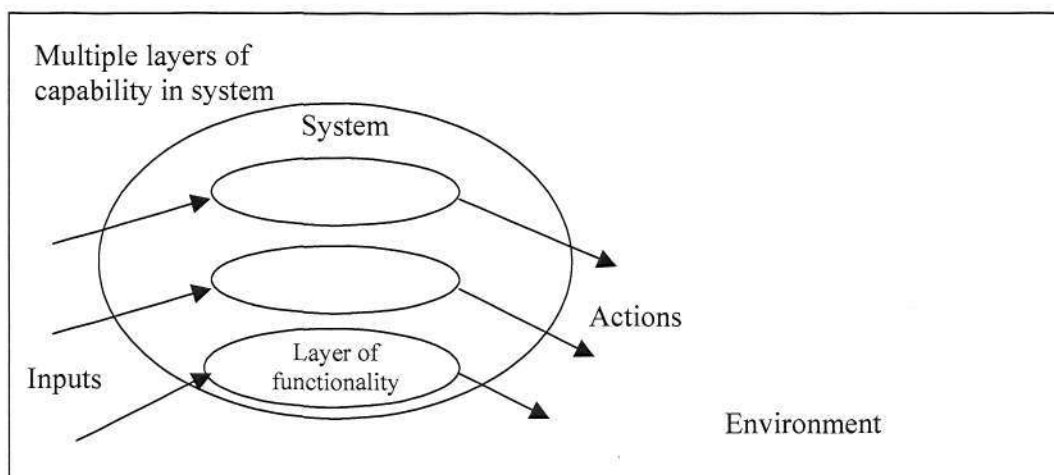 Multiple layers of
capability in system
System
Actions
Layer of
functionality
Inputs
Environment